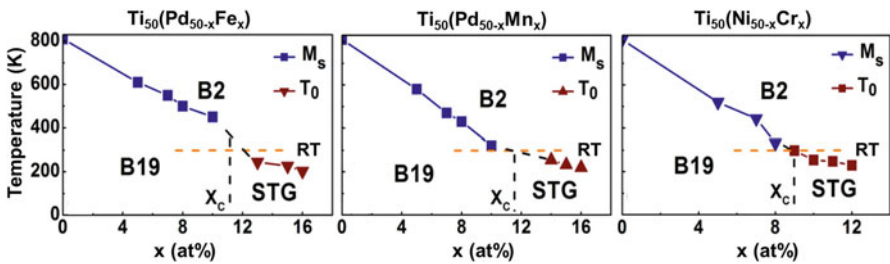 Ti50(Pd50-xFex)
Ti50(Pd50-xMnx)
Ti50(Ni50-xCrx)
Temperature (K)
800
600
400
200
0
Ms
T0
B2
RT
B19
Xc
STG
0 4 8 12 16
x (at%)
Ms
T0
B2
RT
B19
Xc
STG
0 4 8 12 16
x (at%)
Ms
T0
B2
RT
B19
Xc
STG
0 4 8 12
x (at%)